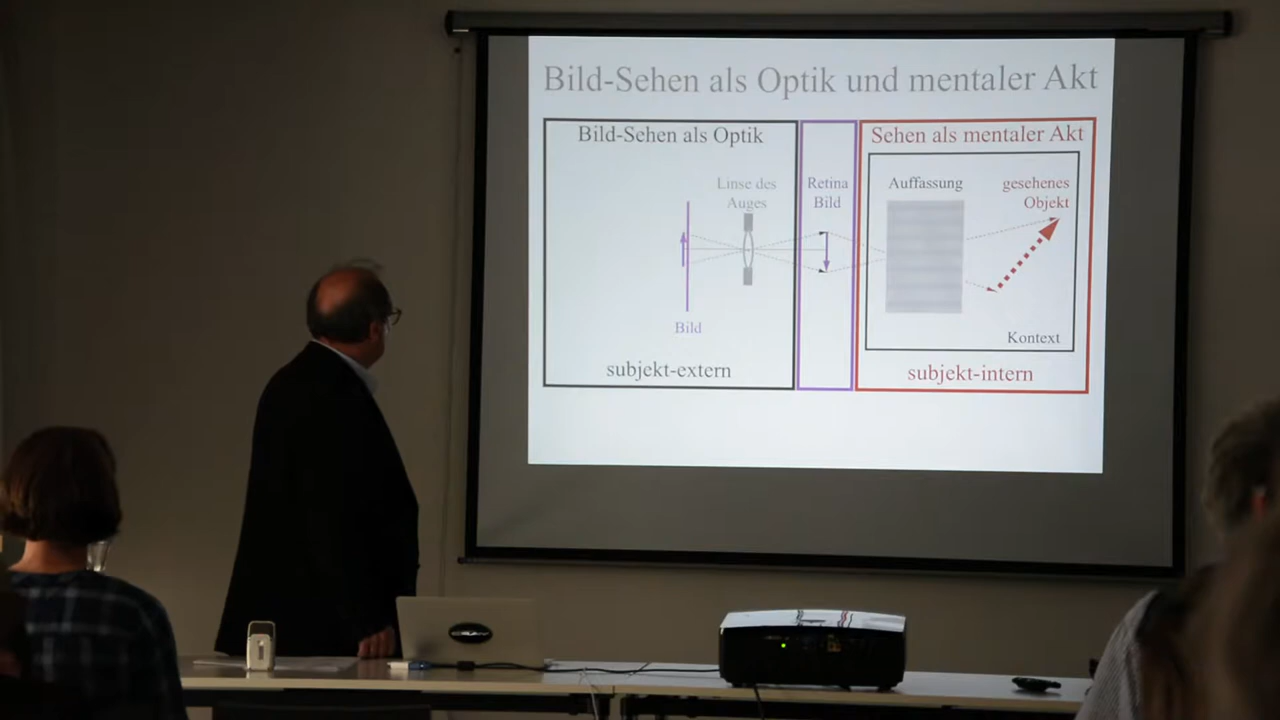 Bild-Sehen als Optik und mentaler Akt
Bild-Sehen als Optik
Linse des
Auges
Bild
subjekt-extern
Retina
Bild
Sehen als mentaler Akt
Auffassung
gesehenes
Objekt
Kontext
subjekt-intern